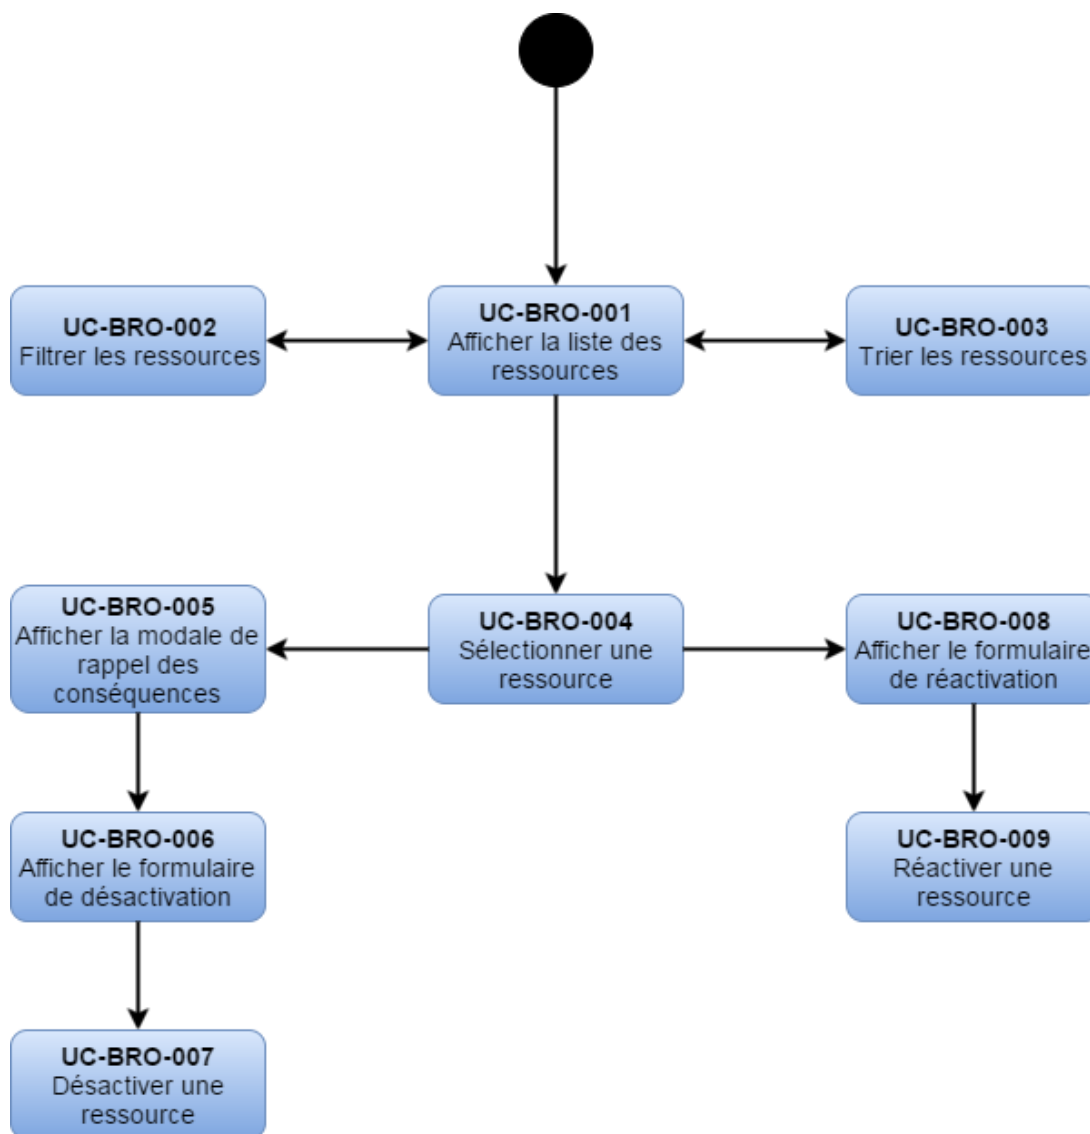 UC-BRO-001
Afficher la liste des
ressources
UC-BRO-002
Filtrer les ressources
UC-BRO-003
Trier les ressources
UC-BRO-004
Sélectionner une
ressource
UC-BRO-005
Afficher la modale de
rappel des
conséquences
UC-BRO-008
Afficher le formulaire
de réactivation
UC-BRO-006
Afficher le formulaire
de désactivation
UC-BRO-009
Réactiver une
ressource
UC-BRO-007
Désactiver une
ressource